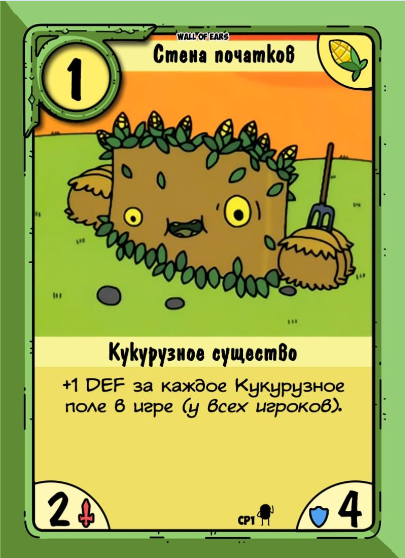 WALL OF EARS
1
Стена початков
Кукурузное существо
+1 DEF за каждое Кукурузное
поле в игре (у всех игроков).
2
CP1
4